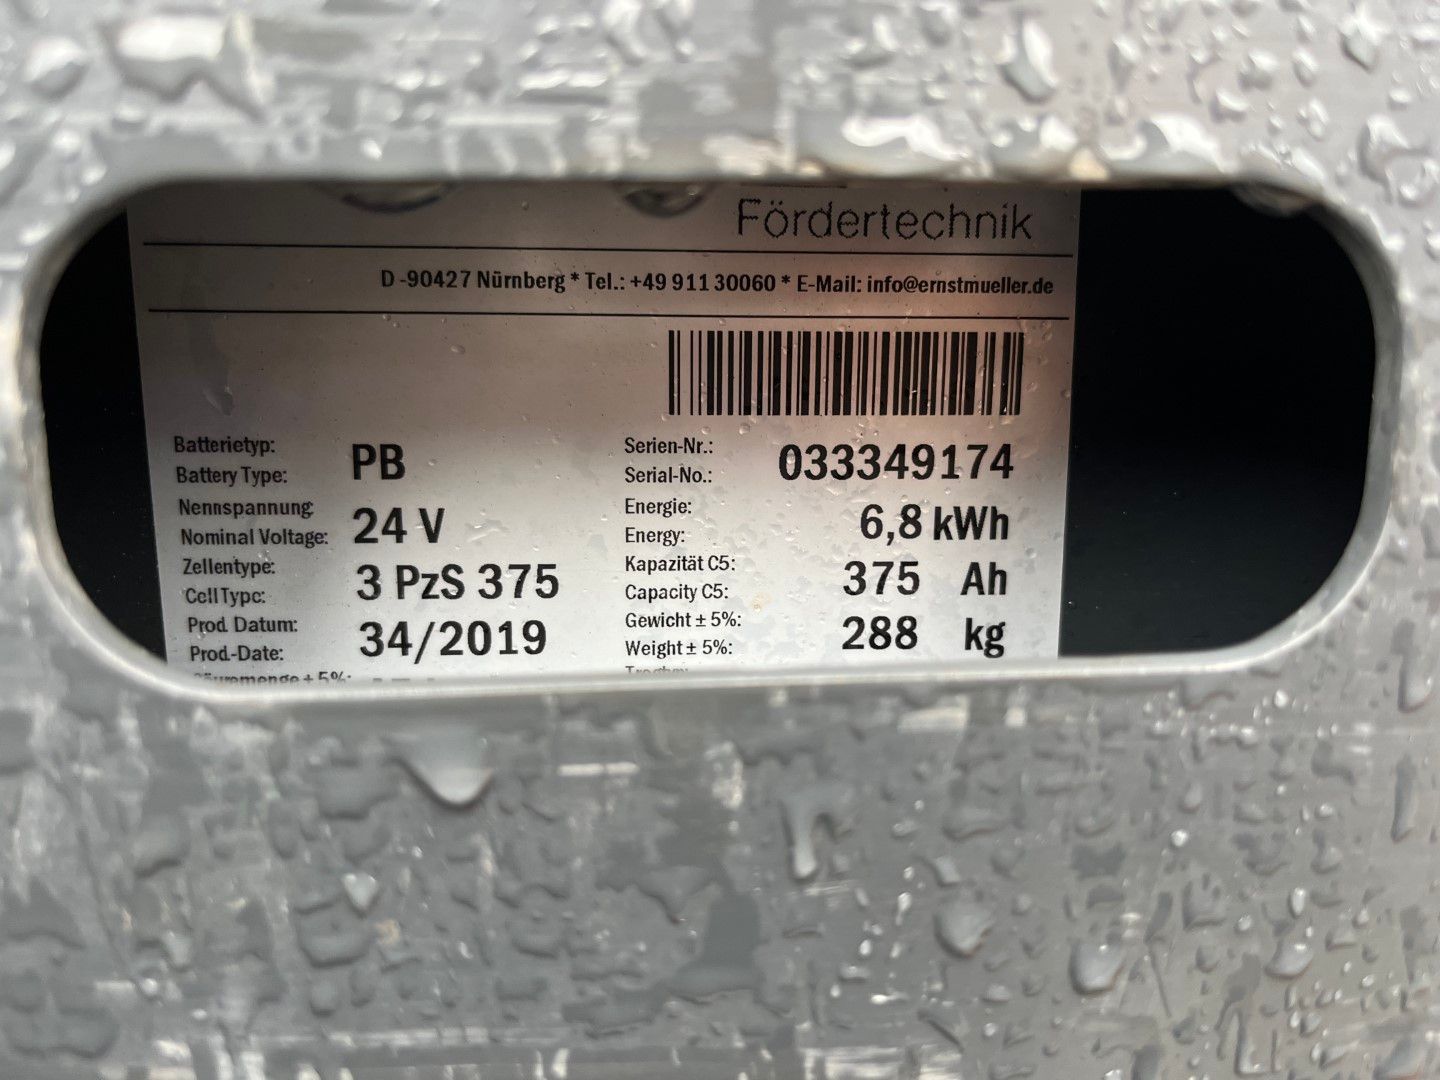 Fördertechnik
D-90427 Nürnberg * Tel.: +49 911 30060 * E-Mail: info@ernstmueller.de
Batterietyp:
Battery Type:
PB
Nennspannung
Nominal Voltage:
24 V
Zellentype:
Cell Type:
3 PzS 375
Prod. Datum:
Prod.-Date:
34/2019
Serien-Nr.:
Serial-No.:
033349174
Energie:
Energy:
6,8 kWh
Kapazität C5:
Capacity C5:
375 Ah
Gewicht ± 5%:
Weight ± 5%:
288 kg
± 5%: